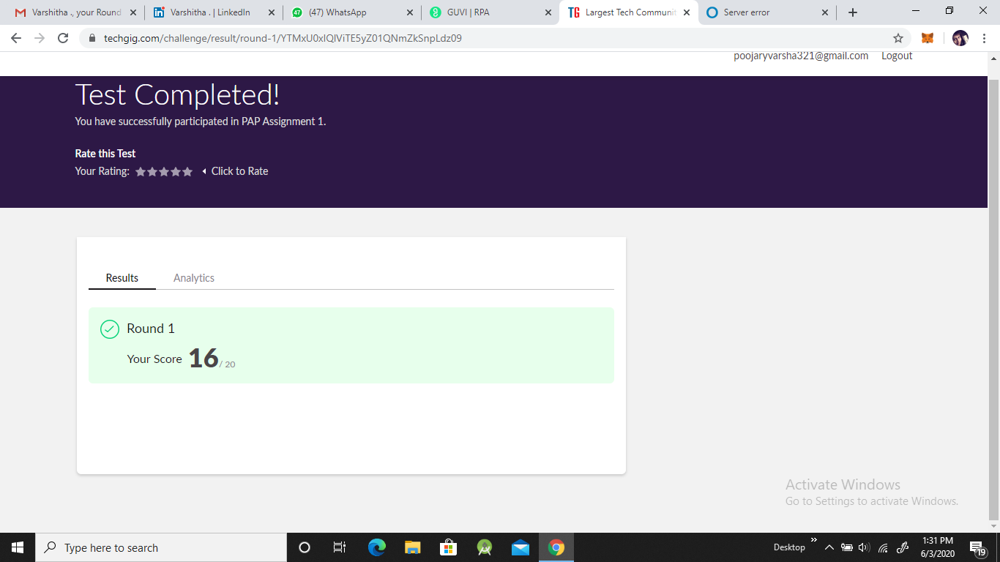 Varshitha ., your Round
Varshitha . | LinkedIn
47
(47) WhatsApp
GUVI | RPA
TG
Largest Tech Communit
Server error
techgig.com/challenge/result/round-1/
poojaryvarsha321@gmail.com Logout
Test Completed!
You have successfully participated in PAP Assignment 1.
Rate this Test
Your Rating: Click to Rate
Results Analytics
Round 1
Your Score 16 / 20
Activate Windows
Go to Settings to activate Windows.
Type here to search
Desktop
1:31 PM
6/3/2020
19